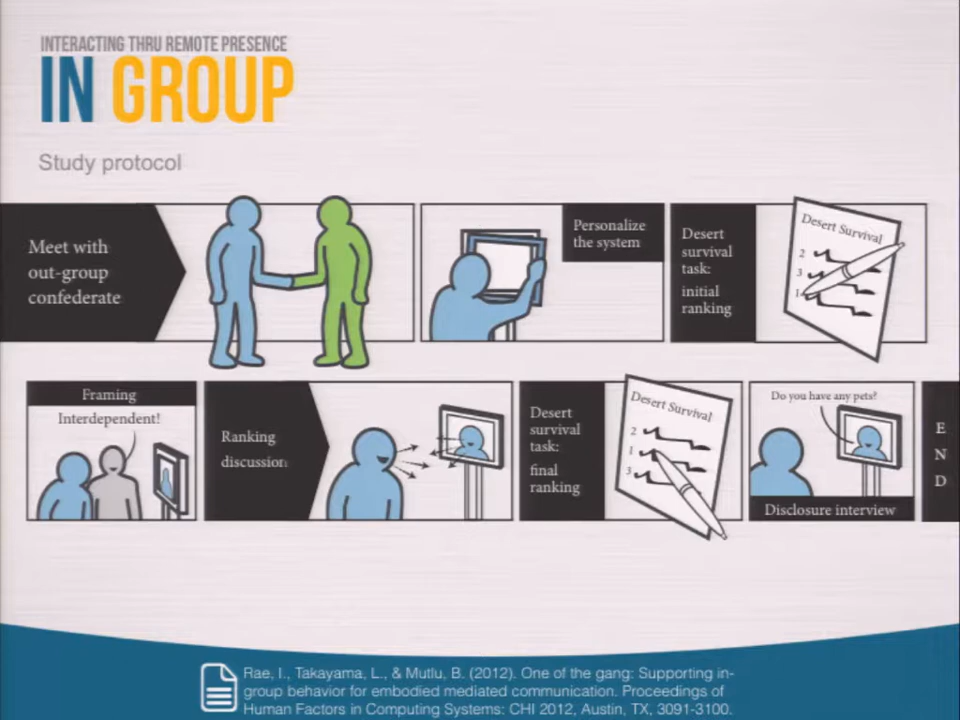 INTERACTING THRU REMOTE PRESENCE
IN GROUP
Study protocol
Meet with
out-group
confederate
Personalize
the system
Desert
survival
task:
initial
ranking
Desert Survival
2
3
1
Framing
Interdependent!
Ranking
discussion
Desert
survival
task:
final
ranking
Desert Survival
2
1
3
Do you have any pets?
Disclosure interview
E
N
D
Rae, I., Takayama, L., & Mutlu, B. (2012). One of the gang: Supporting in-
group behavior for embodied mediated communication. Proceedings of
Human Factors in Computing Systems: CHI 2012, Austin, TX, 3091-3100.